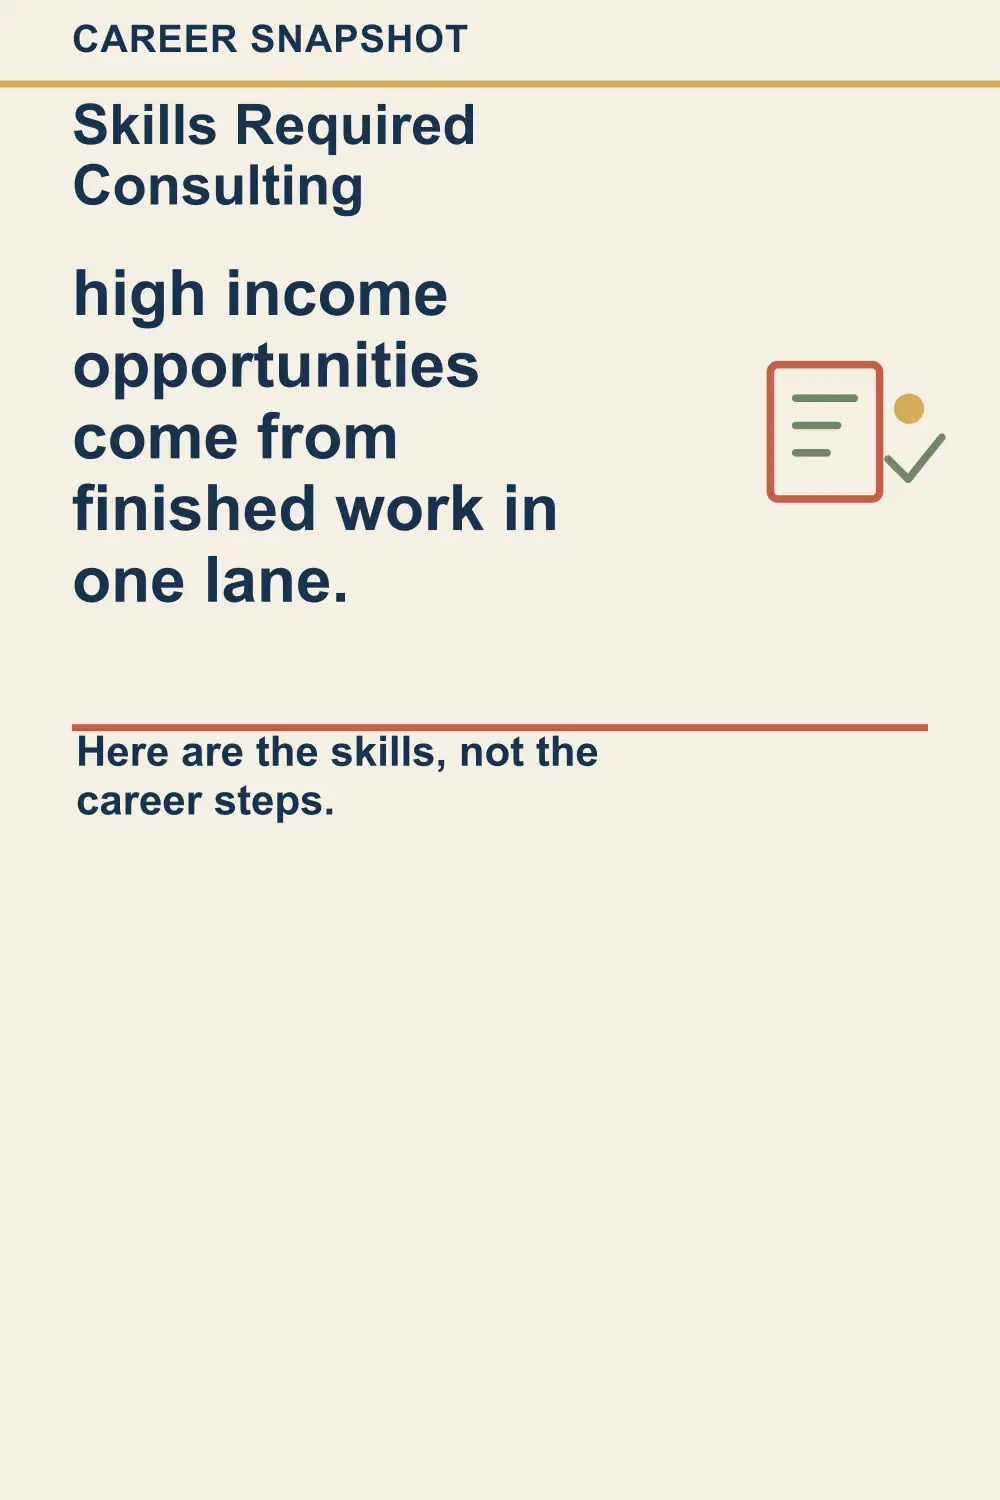 CAREER SNAPSHOT
Skills Required
Consulting
high income
opportunities
come from
finished work in
one lane.
Here are the skills, not the
career steps.